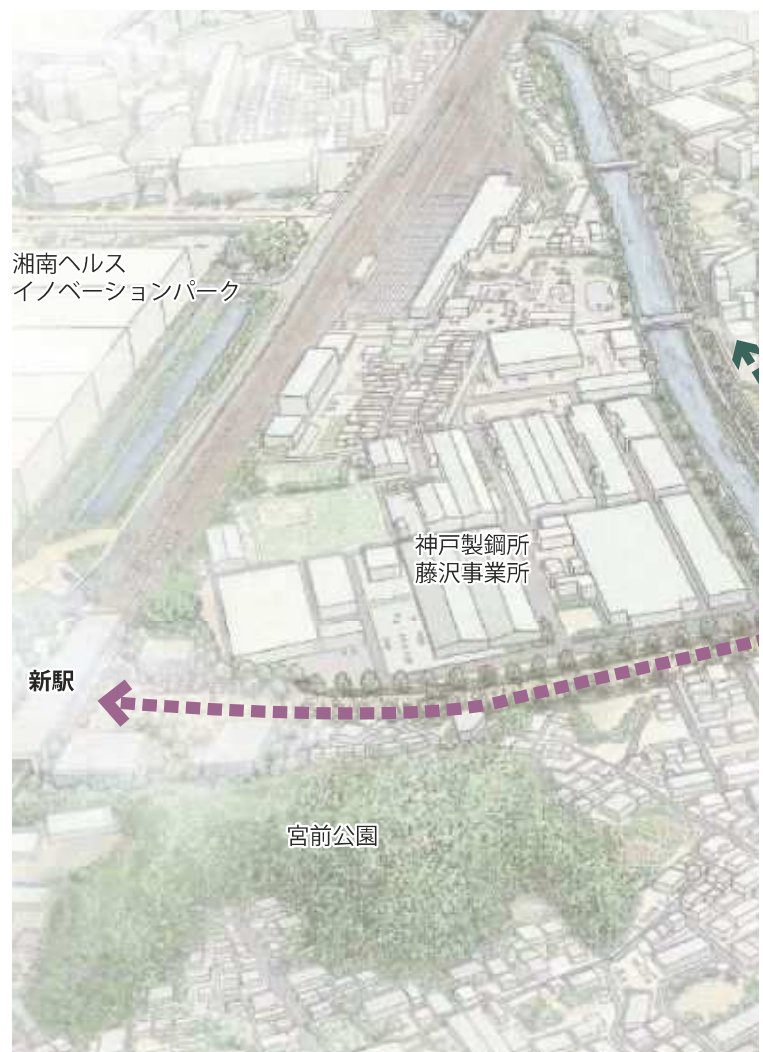 湘南ヘルス
イノベーションパーク
神戸製鋼所
藤沢事業所
新駅
宮前公園